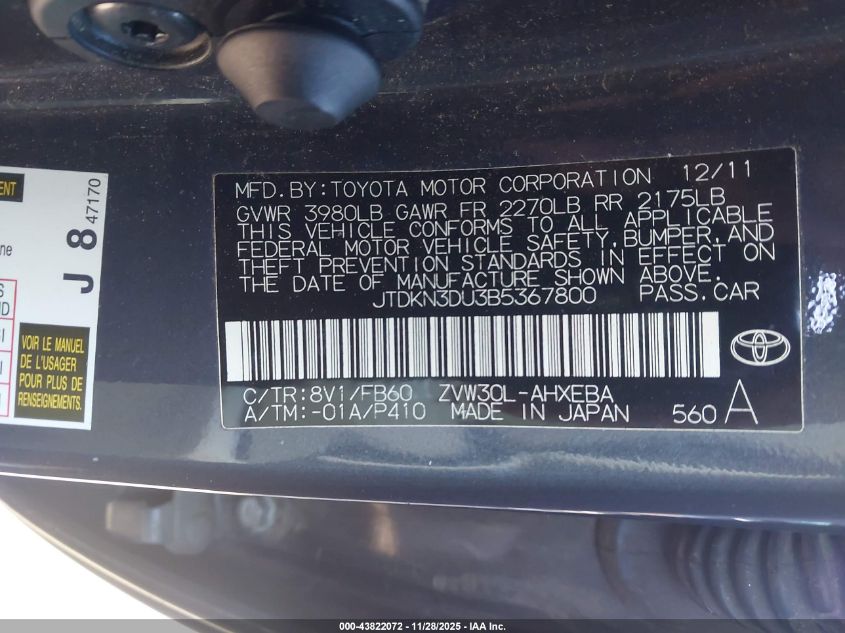 MFD. BY: TOYOTA MOTOR CORPORATION 12/11
GVWR 3980LB GAWR FR 2270LB RR 2175LB
THIS VEHICLE CONFORMS TO ALL APPLICABLE
FEDERAL MOTOR VEHICLE SAFETY, BUMPER, AND
THEFT PREVENTION STANDARDS IN EFFECT ON
THE DATE OF MANUFACTURE SHOWN ABOVE.
JTDKN3DU3B5367800 PASS. CAR
C/TR: 8V1/FB60 ZVW30L-AHXEBA
A/TM: -01A/P410 MADE IN JAPAN 560 A
J 8 47170
VOIR LE MANUEL
DE L'USAGER
POUR PLUS DE
RENSEIGNEMENTS
000-43822072 - 11/28/2025 - IAA Inc.